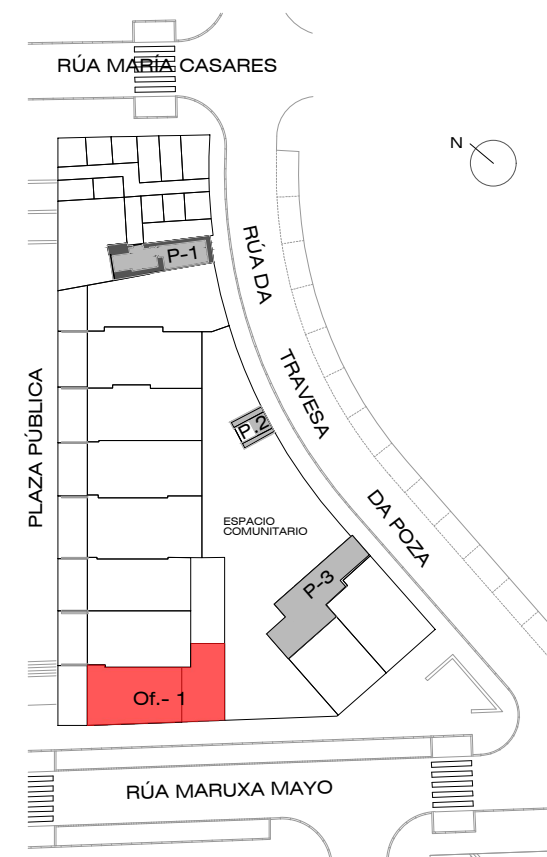 RÚA MARÍA CASARES
N
P-1
RÚA DA
TRAVESA
DA POZA
PLAZA PÚBLICA
P.2
ESPACIO
COMUNITARIO
P-3
Of.- 1
RÚA MARUXA MAYO